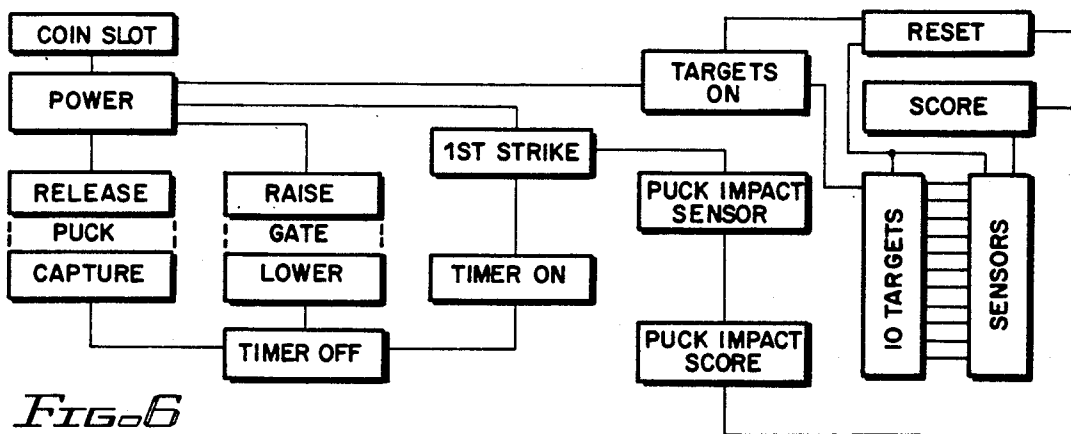 COIN SLOT
POWER
RELEASE
PUCK
CAPTURE
RAISE
GATE
LOWER
TIMER OFF
1ST STRIKE
TIMER ON
TARGETS
ON
PUCK IMPACT
SENSOR
PUCK IMPACT
SCORE
RESET
SCORE
10 TARGETS
SENSORS
FIG. 6